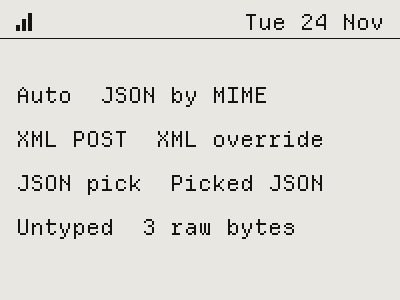 Tue 24 Nov
Auto  JSON by MIME
XML POST  XML override
JSON pick  Picked JSON
Untyped  3 raw bytes